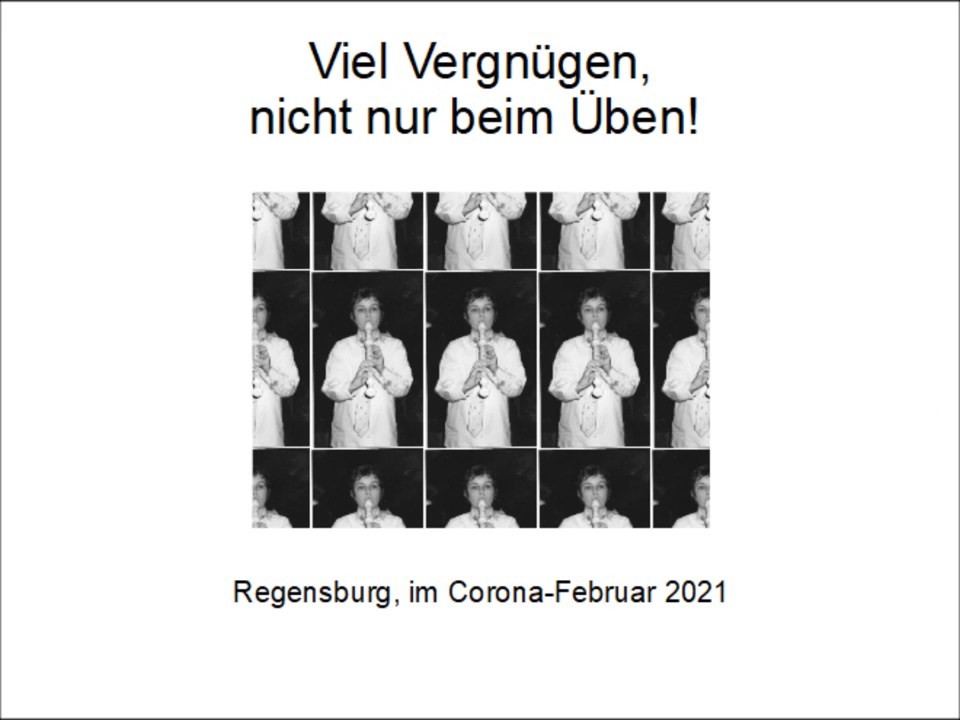 Viel Vergnügen,
nicht nur beim Üben!
Regensburg, im Corona-Februar 2021